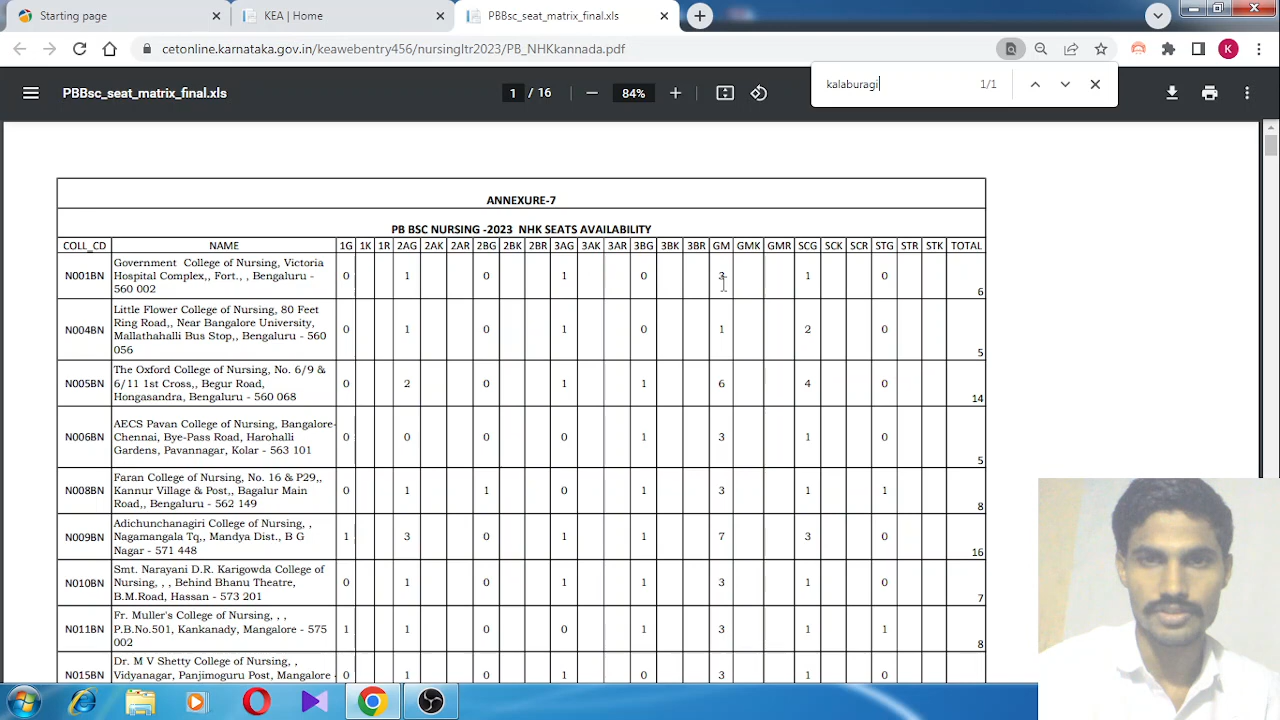 Starting page
KEA | Home
PBBsc_seat_matrix_final.xls
cetonline.karnataka.gov.in/keawebentry456/nursingltr2023/PB_NHKkannada.pdf
K
kalaburagi 1/1
PBBsc_seat_matrix_final.xls
1 / 16
84%
ANNEXURE-7
PB BSC NURSING -2023 NHK SEATS AVAILABILITY
COLL_CD NAME 1G 1K 1R 2AG 2AK 2AR 2BG 2BK 2BR 3AG 3AK 3AR 3BG 3BK 3BR GM GMK GMR SCG SCK SCR STG STR STK TOTAL
Government College of Nursing, Victoria
N001BN Hospital Complex,, Fort., , Bengaluru - 0 1 0 1 0 3 1 0
560 002 6
Little Flower College of Nursing, 80 Feet
Ring Road,, Near Bangalore University,
N004BN Mallathahalli Bus Stop,, Bengaluru - 560 0 1 0 1 0 1 2 0
056 5
The Oxford College of Nursing, No. 6/9 &
N005BN 6/11 1st Cross,, Begur Road, 0 2 0 1 1 6 4 0
Hongasandra, Bengaluru - 560 068 14
AECS Pavan College of Nursing, Bangalore-
N006BN Chennai, Bye-Pass Road, Harohalli 0 0 0 0 1 3 1 0
Gardens, Pavannagar, Kolar - 563 101 5
Faran College of Nursing, No. 16 & P29,,
N008BN Kannur Village & Post,, Bagalur Main 0 1 1 0 1 3 1 1
Road,, Bengaluru - 562 149 8
Adichunchanagiri College of Nursing, ,
N009BN Nagamangala Tq,, Mandya Dist., B G 1 3 0 1 1 7 3 0
Nagar - 571 448 16
Smt. Narayani D.R. Karigowda College of
N010BN Nursing, , , Behind Bhanu Theatre, 0 1 0 1 1 3 1 0
B.M.Road, Hassan - 573 201 7
Fr. Muller's College of Nursing, , ,
N011BN P.B.No.501, Kankanady, Mangalore - 575 1 1 0 0 1 3 1 1
002 8
Dr. M V Shetty College of Nursing, ,
N015BN Vidyanagar, Panjimoguru Post, Mangalore 0 1 0 1 0 3 1 0